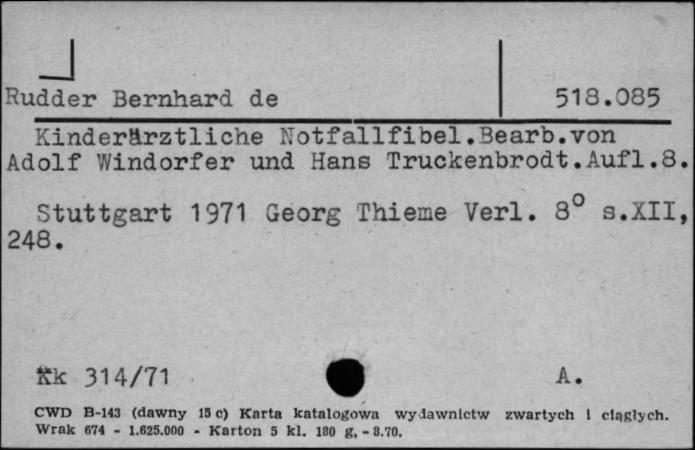 Rudder Bernhard de 518.085
Kinderärztliche Notfallfibel.Bearb.von
Adolf Windorfer und Hans Truckenbrodt.Aufl.8.
Stuttgart 1971 Georg Thieme Verl. 8° s.XII,
248.
Kk 314/71 A.
CWD B-143 (dawny 15 c) Karta katalogowa wydawnictw zwartych i ciągłych.
Wrak 674 - 1.625.000 - Karton 5 kl. 180 g, - 8.70.